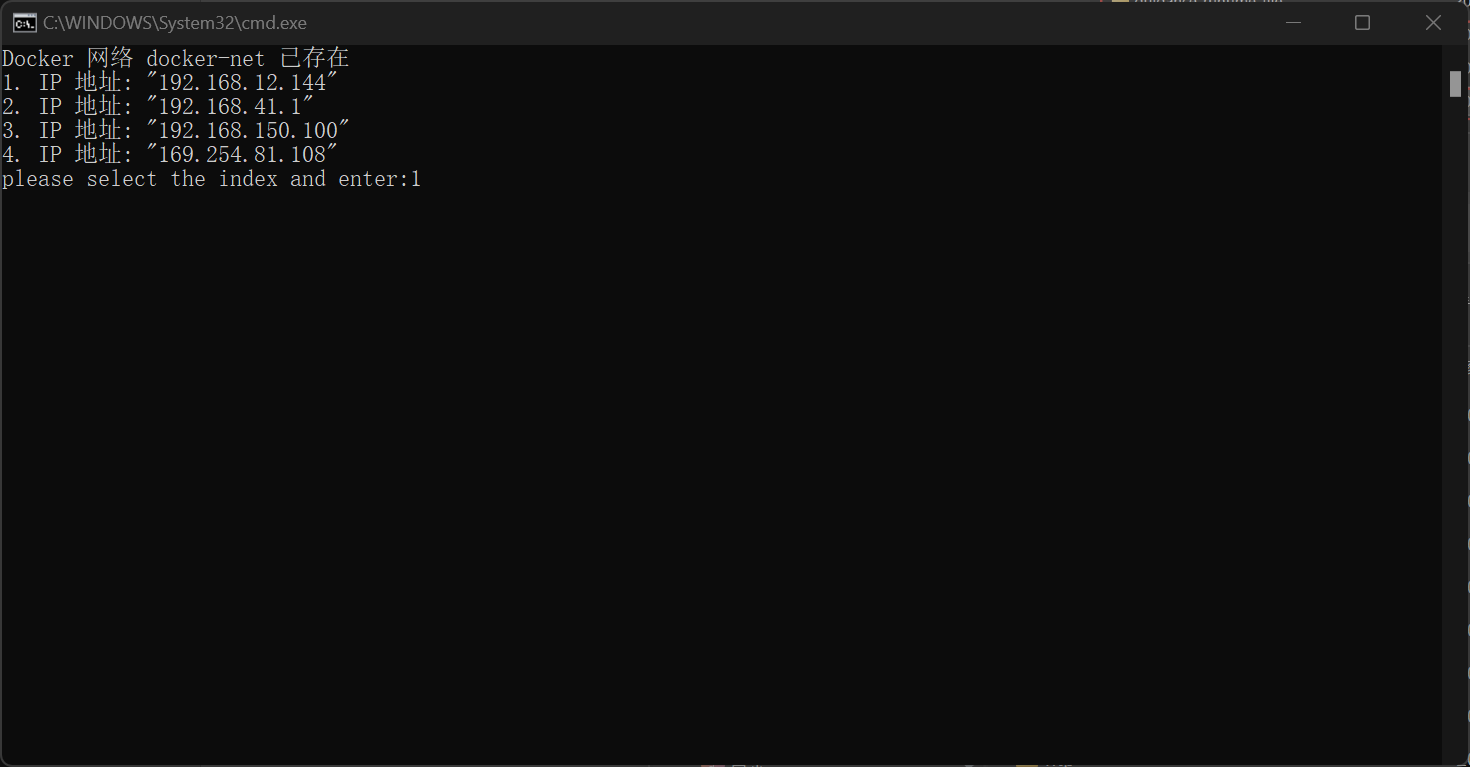 C:\WINDOWS\System32\cmd.exe
Docker 网络 docker-net 已存在
1. IP 地址: "192.168.12.144"
2. IP 地址: "192.168.41.1"
3. IP 地址: "192.168.150.100"
4. IP 地址: "169.254.81.108"
please select the index and enter:1